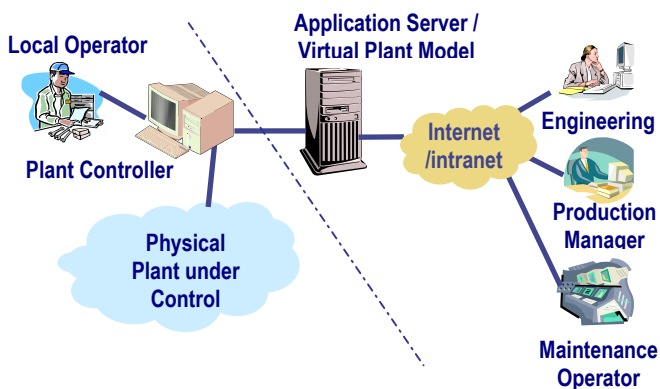 Local Operator
Plant Controller
Physical
Plant under
Control
Application Server /
Virtual Plant Model
Internet
/intranet
Engineering
Production
Manager
Maintenance
Operator